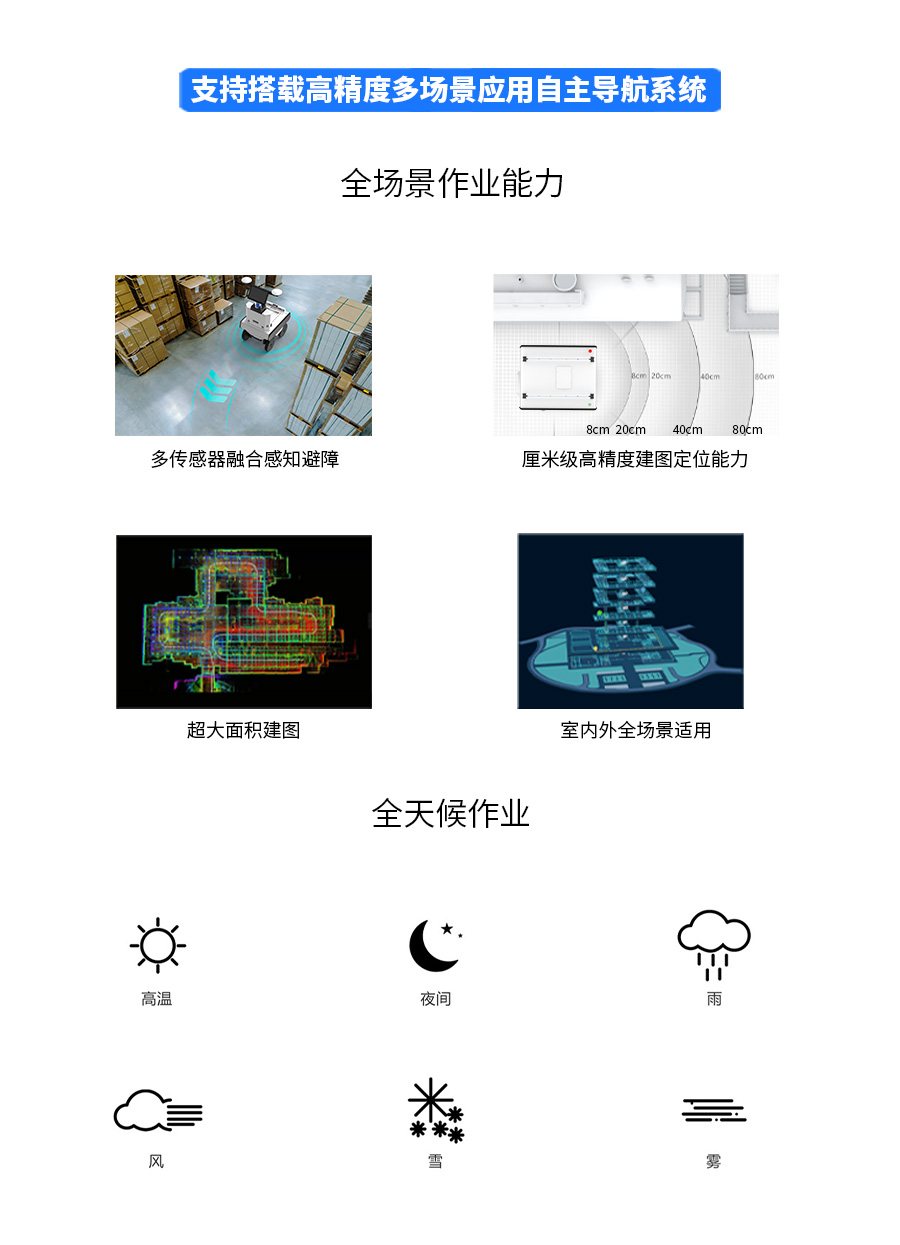 支持搭载高精度多场景应用自主导航系统
全场景作业能力
8cm 20cm 40cm 80cm
8cm 20cm 40cm 80cm
多传感器融合感知避障
厘米级高精度建图定位能力
超大面积建图
室内外全场景适用
全天候作业
高温
夜间
雨
风
雪
雾